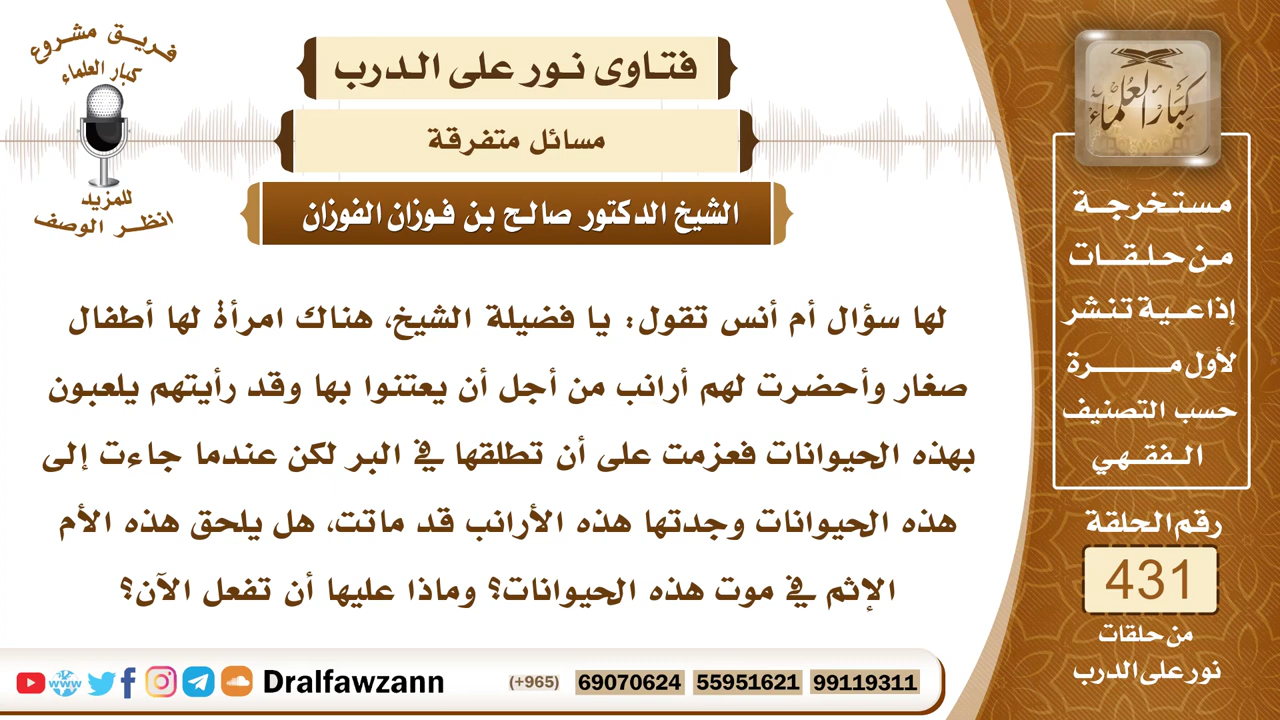 فريق مشروع
كبار العلماء
للمزيد
انظر الوصف
فتاوى نور على الدرب
مسائل متفرقة
الشيخ الدكتور صالح بن فوزان الفوزان
لها سؤال أم أنس تقول: يا فضيلة الشيخ، هناك امرأةً لها أطفال
صغار وأحضرت لهم أرانب من أجل أن يعتنوا بها وقد رأيتهم يلعبون
بهذه الحيوانات فعزمت على أن تطلقها في البر لكن عندما جاءت إلى
هذه الحيوانات وجدتها هذه الأرانب قد ماتت، هل يلحق هذه الأم
الإثم في موت هذه الحيوانات؟ وماذا عليها أن تفعل الآن؟
كبار العلماء
مستخرجة
من حلقات
إذاعية تنشر
لأول مرة
حسب التصنيف
الفقهي
رقم الحلقة
431
من حلقات
نور على الدرب
www Dralfawzann (+965) 69070624 55951621 99119311